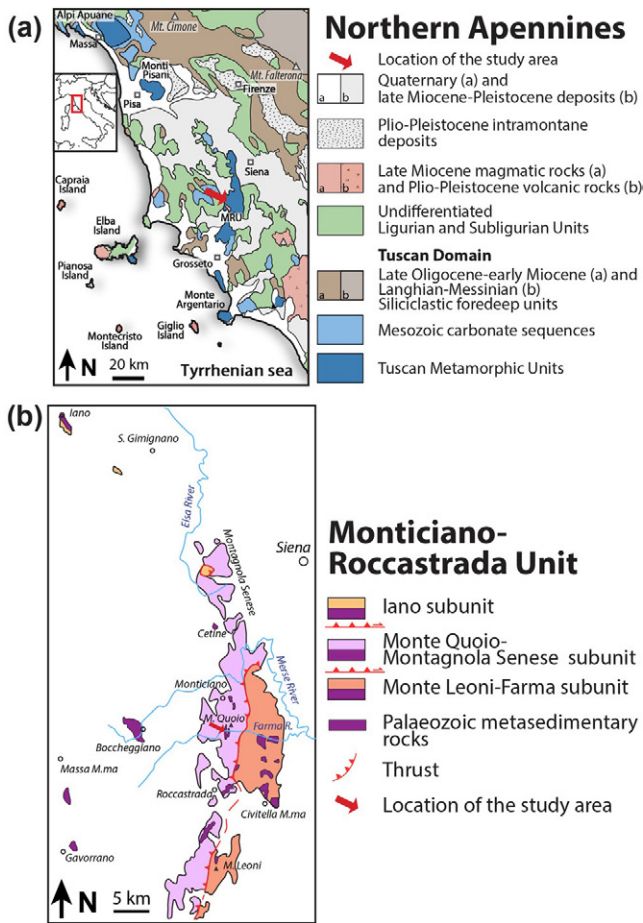 (a)
Alpi Apuane
Mt. Cimone
Massa
Monti
Pisani
Mt. Falterona
Firenze
Pisa
Siena
Capraia
Island
MRU
Elba
Island
Grosseto
Pianosa
Island
Monte
Argentario
Montecristo
Island
Giglio
Island
N
20 km
Tyrrhenian sea
Northern Apennines
Location of the study area
a b
Quaternary (a) and
late Miocene-Pleistocene deposits (b)
Plio-Pleistocene intramontane
deposits
a b
Late Miocene magmatic rocks (a)
and Plio-Pleistocene volcanic rocks (b)
Undifferentiated
Ligurian and Subligurian Units
Tuscan Domain
a b
Late Oligocene-early Miocene (a) and
Langhian-Messinian (b)
Siliciclastic foredeep units
Mesozoic carbonate sequences
Tuscan Metamorphic Units
(b)
Iano
S. Gimignano
Elsa River
Montagnola Senese
Siena
Cetine
Merse River
Monticiano
M. Quoio
Farma R.
Boccheggiano
Massa M.ma
Roccastrada
Civitella M.ma
Gavorrano
M. Leoni
N
5 km
Monticiano-
Roccastrada Unit
Iano subunit
Monte Quoio-
Montagnola Senese subunit
Monte Leoni-Farma subunit
Palaeozoic metasedimentary
rocks
Thrust
Location of the study area